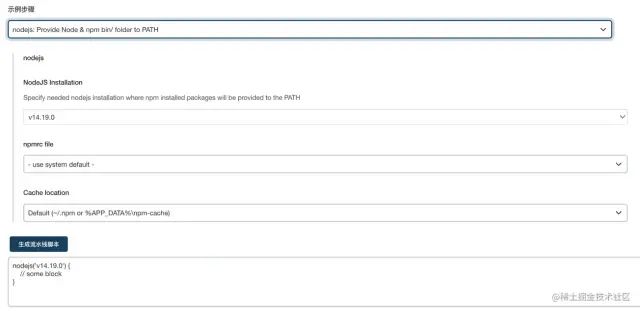 示例步骤
nodejs: Provide Node & npm bin/ folder to PATH
nodejs
NodeJS Installation
Specify needed nodejs installation where npm installed packages will be provided to the PATH
v14.19.0
npmrc file
- use system default -
Cache location
Default (~/.npm or %APP_DATA%\npm-cache)
生成流水线脚本
nodejs('v14.19.0') {
// some block
}
@稀土掘金技术社区